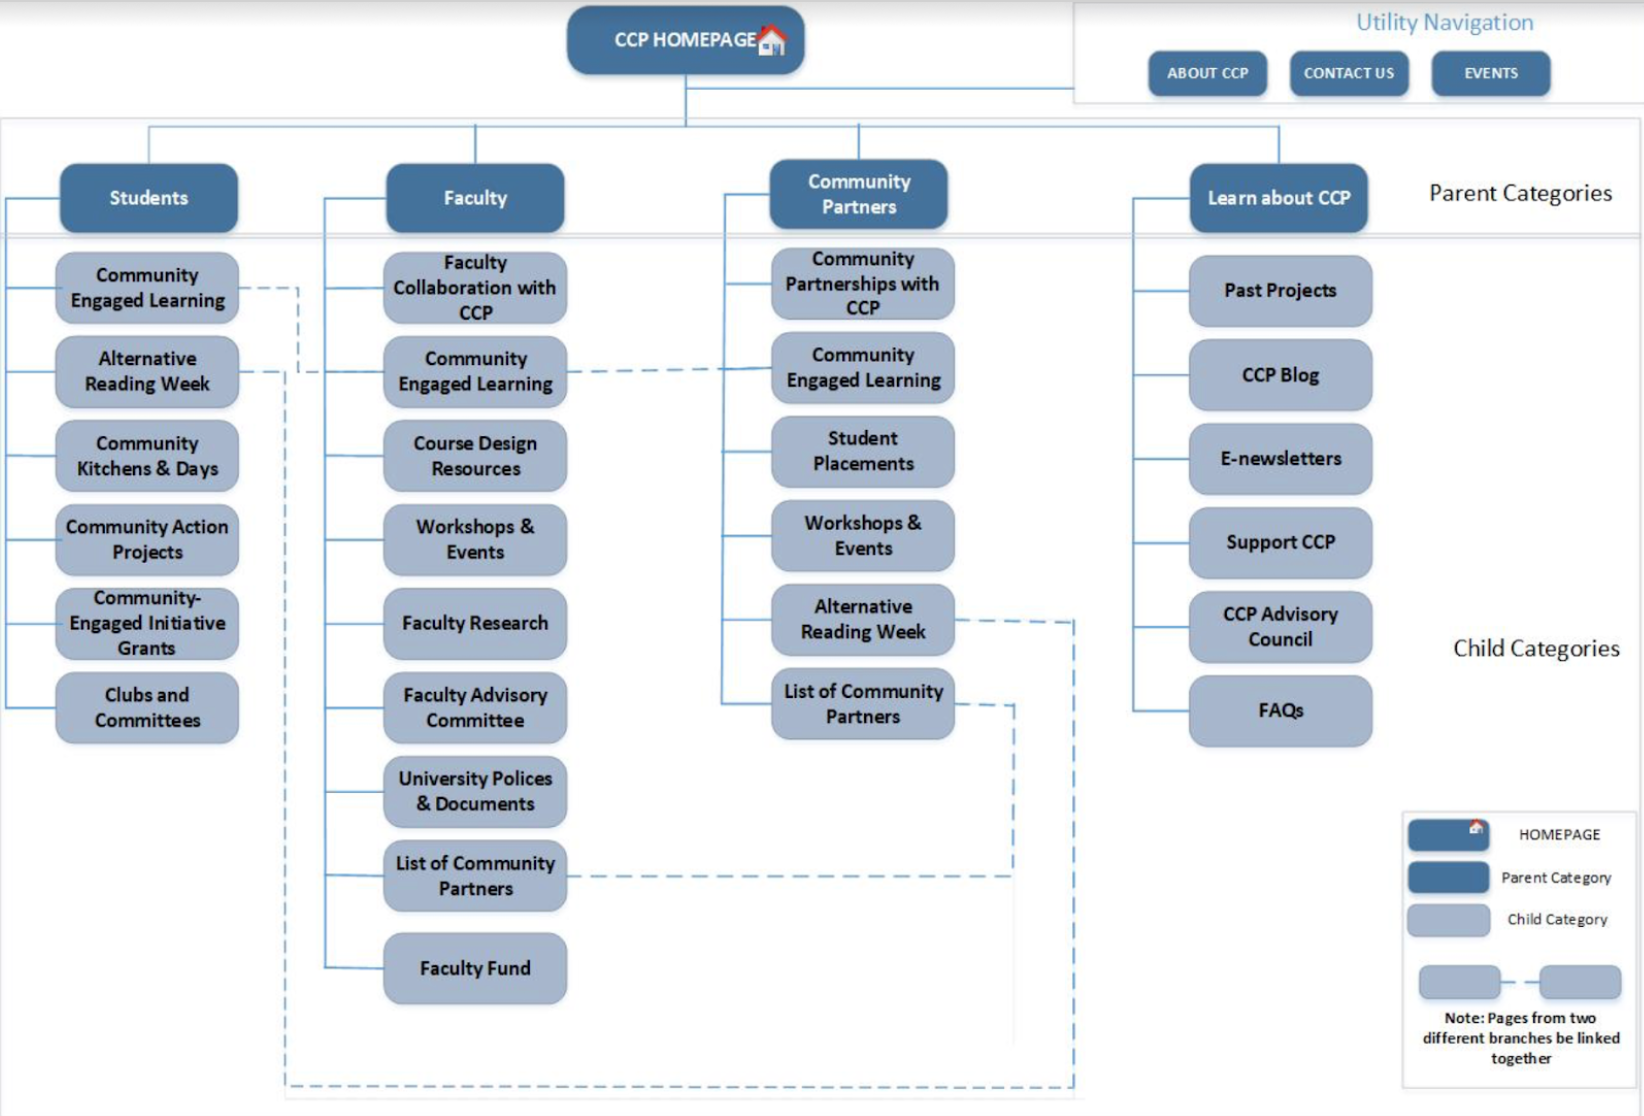 CCP HOMEPAGE
Utility Navigation
ABOUT CCP
CONTACT US
EVENTS
Students
Faculty
Community
Partners
Learn about CCP
Parent Categories
Community
Engaged Learning
Alternative
Reading Week
Community
Kitchens & Days
Community Action
Projects
Community-
Engaged Initiative
Grants
Clubs and
Committees
Faculty
Collaboration with
CCP
Community
Engaged Learning
Course Design
Resources
Workshops &
Events
Faculty Research
Faculty Advisory
Committee
University Polices
& Documents
List of Community
Partners
Faculty Fund
Community
Partnerships with
CCP
Community
Engaged Learning
Student
Placements
Workshops &
Events
Alternative
Reading Week
List of Community
Partners
Past Projects
CCP Blog
E-newsletters
Support CCP
CCP Advisory
Council
FAQs
Child Categories
HOMEPAGE
Parent Category
Child Category
Note: Pages from two
different branches be linked
together